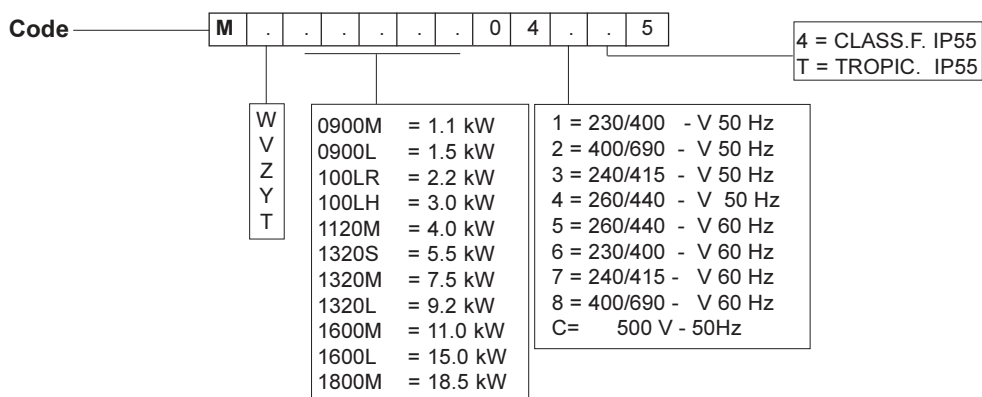 Code M . . . . . . 0 4 . . 5
4 = CLASS.F. IP55
T = TROPIC. IP55
W
V
Z
Y
T
0900M = 1.1 kW
0900L = 1.5 kW
100LR = 2.2 kW
100LH = 3.0 kW
1120M = 4.0 kW
1320S = 5.5 kW
1320M = 7.5 kW
1320L = 9.2 kW
1600M = 11.0 kW
1600L = 15.0 kW
1800M = 18.5 kW
1 = 230/400 - V 50 Hz
2 = 400/690 - V 50 Hz
3 = 240/415 - V 50 Hz
4 = 260/440 - V 50 Hz
5 = 260/440 - V 60 Hz
6 = 230/400 - V 60 Hz
7 = 240/415 - V 60 Hz
8 = 400/690 - V 60 Hz
C= 500 V - 50Hz